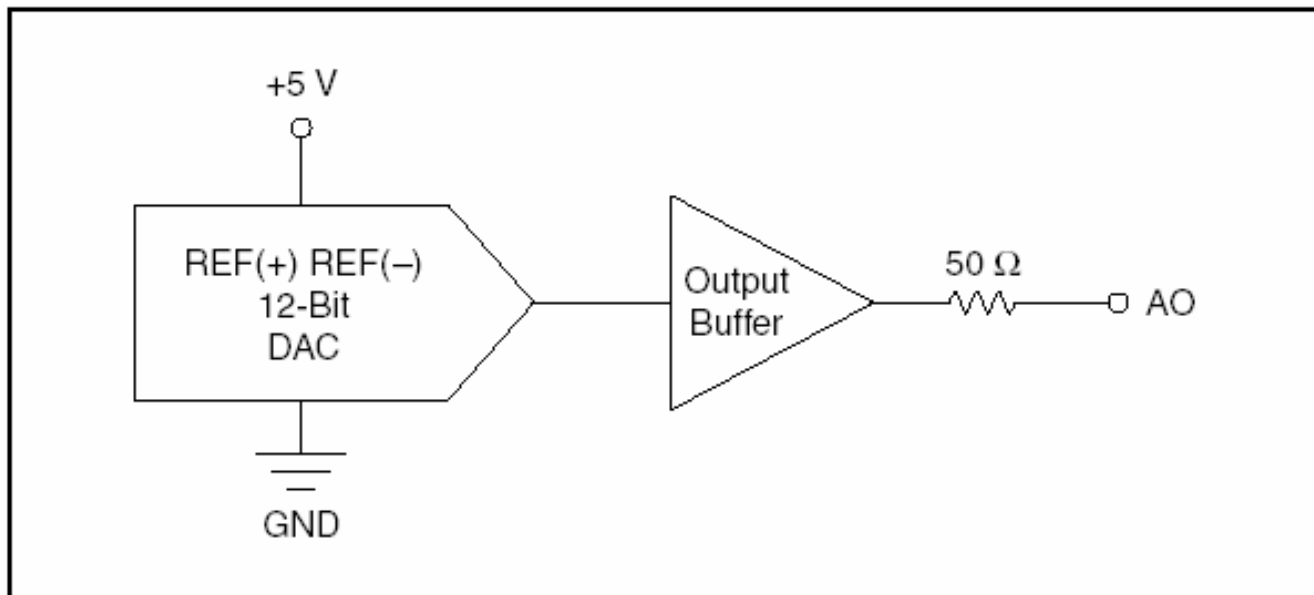 +5 V
REF(+) REF(–)
12-Bit
DAC
GND
Output
Buffer
50 Ω
AO